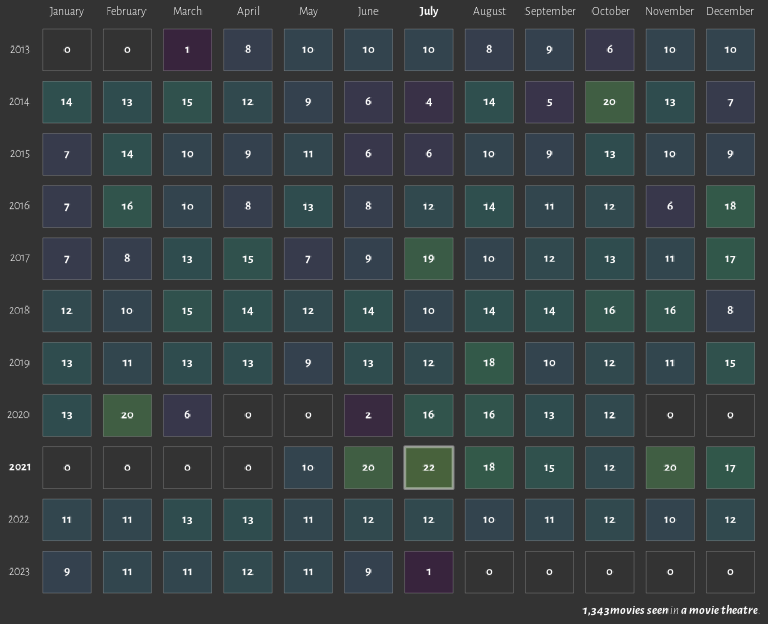 January February March April May June July August September October November December
2013 0 0 1 8 10 10 10 8 9 6 10 10
2014 14 13 15 12 9 6 4 14 5 20 13 7
2015 7 14 10 9 11 6 6 10 9 13 10 9
2016 7 16 10 8 13 8 12 14 11 12 6 18
2017 7 8 13 15 7 9 19 10 12 13 11 17
2018 12 10 15 14 12 14 10 14 14 16 16 8
2019 13 11 13 13 9 13 12 18 10 12 11 15
2020 13 20 6 0 0 2 16 16 13 12 0 0
2021 0 0 0 0 10 20 22 18 15 12 20 17
2022 11 11 13 13 11 12 12 10 11 12 10 12
2023 9 11 11 12 11 9 1 0 0 0 0 0
1,343 movies seen in a movie theatre.